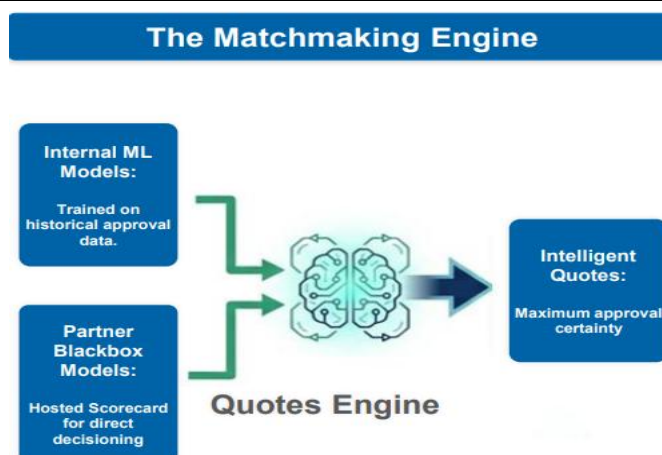 The Matchmaking Engine
Internal ML
Models:
Trained on
historical approval
data.
Partner
Blackbox
Models:
Hosted Scorecard
for direct
decisioning
Quotes Engine
Intelligent
Quotes:
Maximum approval
certainty